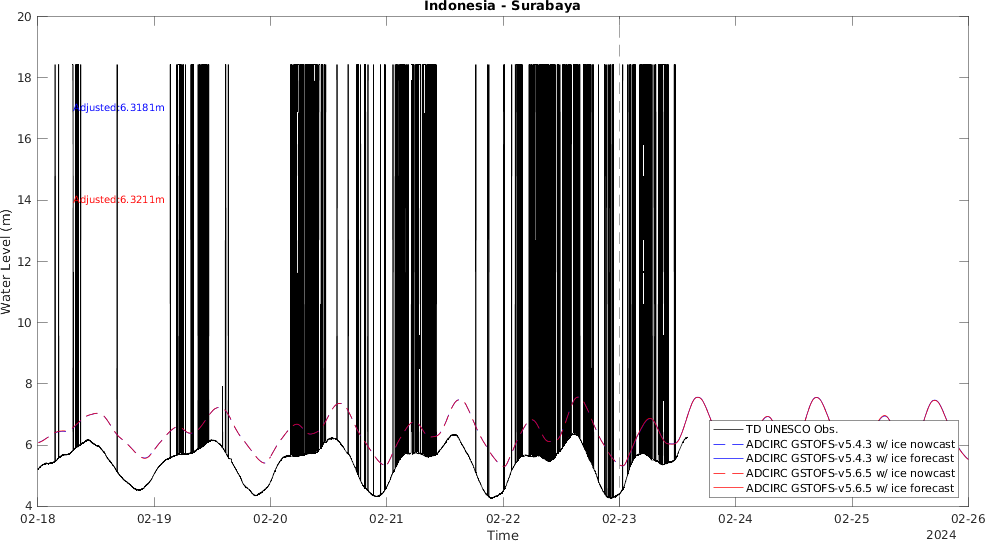 Indonesia - Surabaya
20
18
16
14
12
10
8
6
4
Water Level (m)
Adjusted:6.3181m
Adjusted:6.3211m
TD UNESCO Obs.
ADCIRC GSTOFS-v5.4.3 w/ ice nowcast
ADCIRC GSTOFS-v5.4.3 w/ ice forecast
ADCIRC GSTOFS-v5.6.5 w/ ice nowcast
ADCIRC GSTOFS-v5.6.5 w/ ice forecast
02-18 02-19 02-20 02-21 02-22 02-23 02-24 02-25 02-26
Time
2024